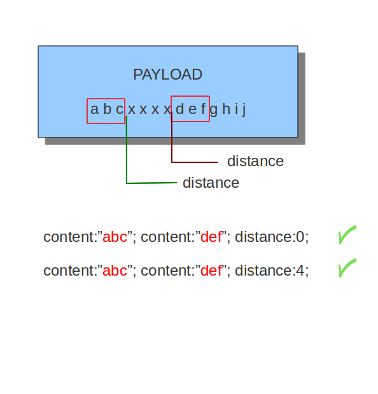 PAYLOAD
a b c x x x x d e f g h i j
distance
distance
content:”abc”; content:”def”; distance:0;
content:”abc”; content:”def”; distance:4;